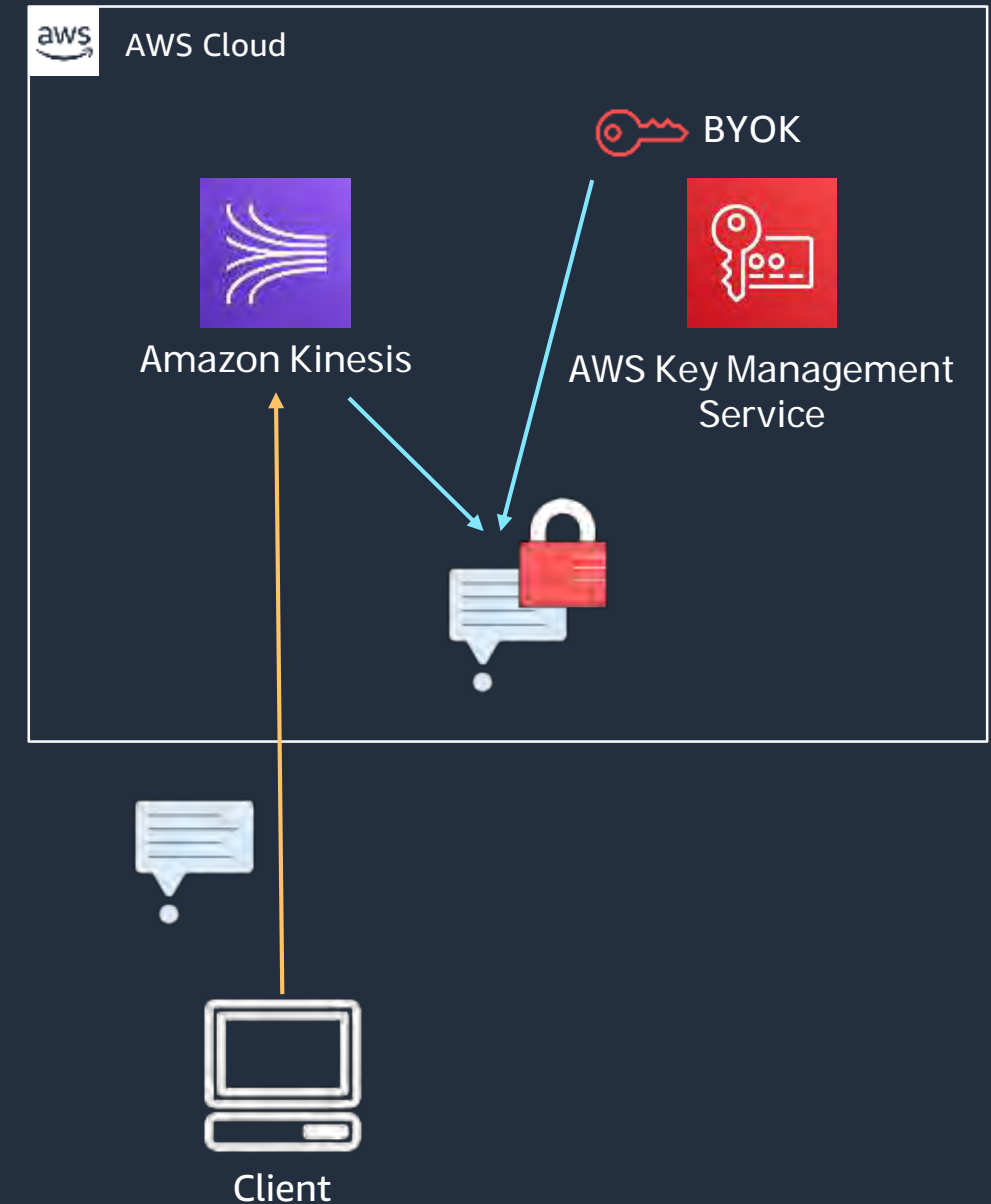 aws
AWS Cloud
BYOK
Amazon Kinesis
AWS Key Management
Service
Client